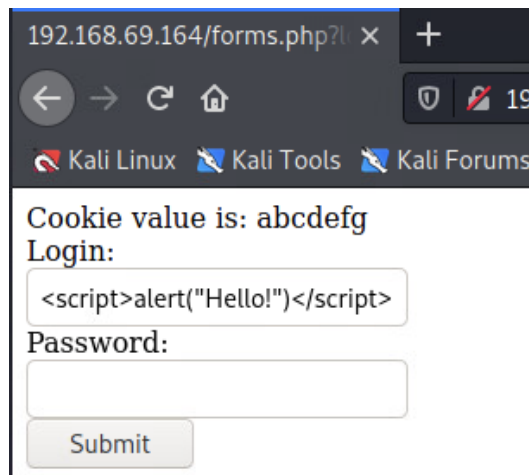 192.168.69.164/forms.php?l
19
Kali Linux Kali Tools Kali Forums
Cookie value is: abcdefg
Login:
<script>alert("Hello!")</script>
Password:
Submit